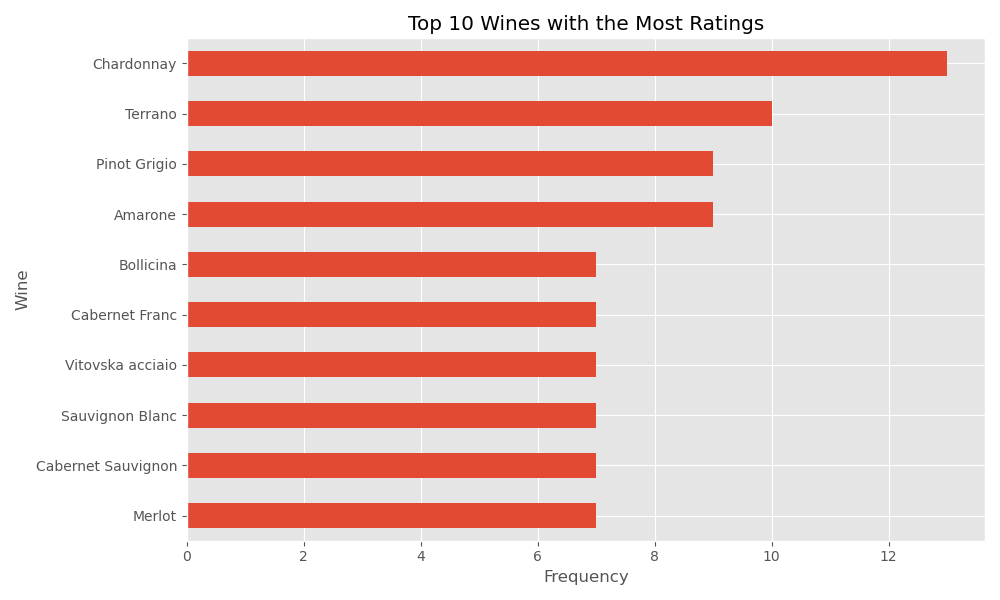 Top 10 Wines with the Most Ratings
Chardonnay
Terrano
Pinot Grigio
Amarone
Bollicina
Cabernet Franc
Vitovska acciaio
Sauvignon Blanc
Cabernet Sauvignon
Merlot
Wine
0 2 4 6 8 10 12
Frequency